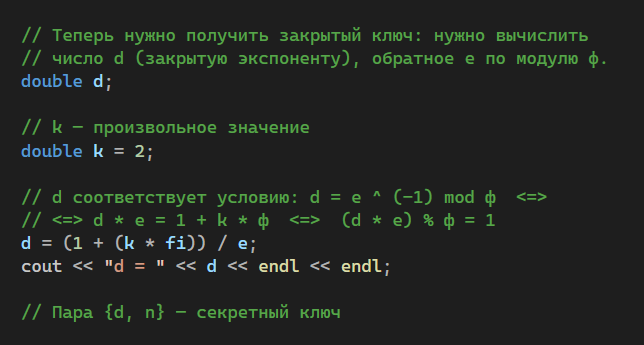 // Теперь нужно получить закрытый ключ: нужно вычислить
// число d (закрытую экспоненту), обратное e по модулю ф.
double d;
// k — произвольное значение
double k = 2;
// d соответствует условию: d = e ^ (-1) mod ф  <=>
// <=> d * e = 1 + k * ф  <=>  (d * e) % ф = 1
d = (1 + (k * fi)) / e;
cout << "d = " << d << endl << endl;
// Пара {d, n} — секретный ключ